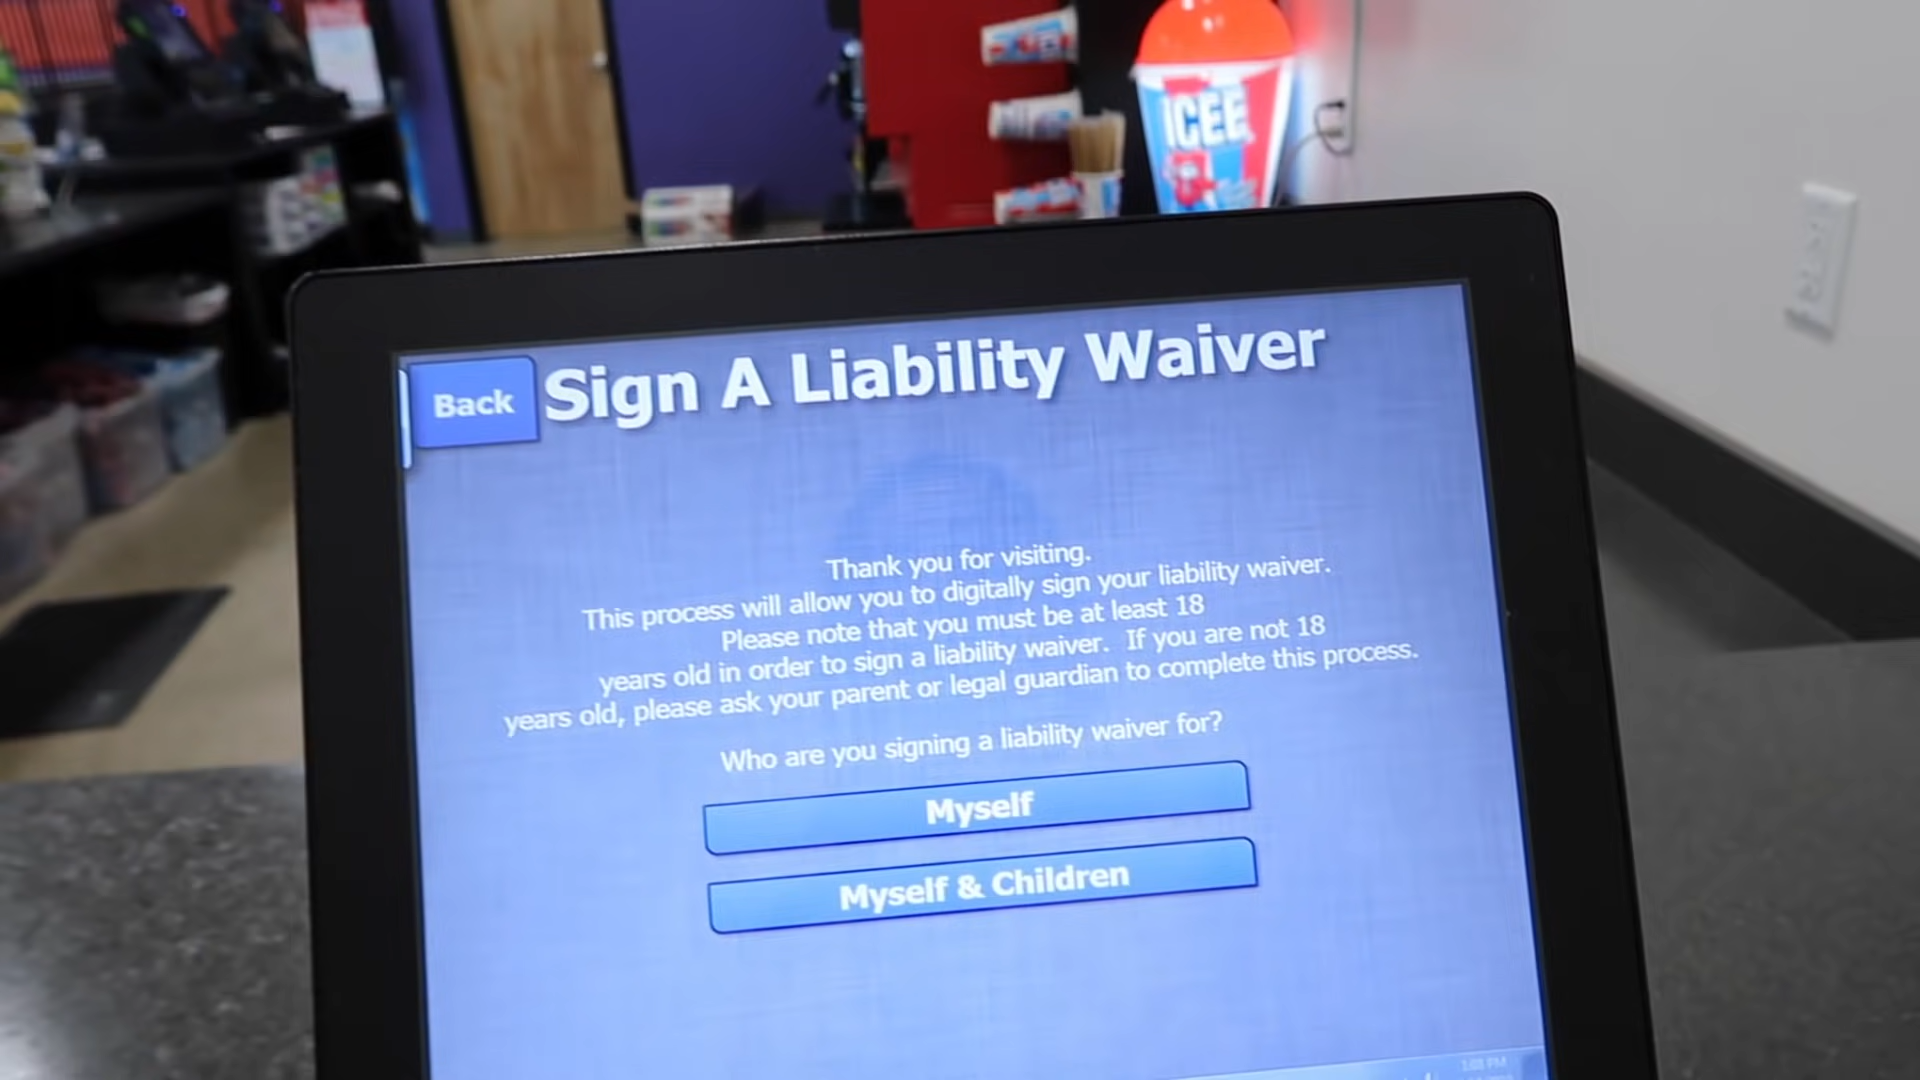 ICEE
Back
Sign A Liability Waiver
Thank you for visiting.
This process will allow you to digitally sign your liability waiver.
Please note that you must be at least 18
years old in order to sign a liability waiver.  If you are not 18
years old, please ask your parent or legal guardian to complete this process.
Who are you signing a liability waiver for?
Myself
Myself & Children